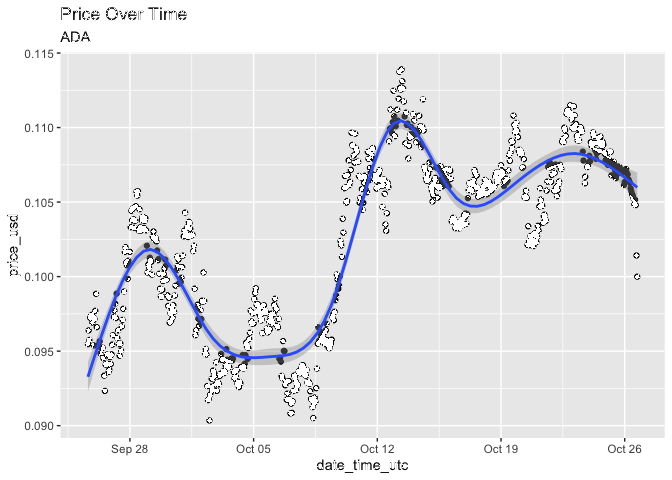 Price Over Time
ADA
0.115
0.110
0.105
0.100
0.095
0.090
price_usd
Sep 28
Oct 05
Oct 12
Oct 19
Oct 26
date_time_utc